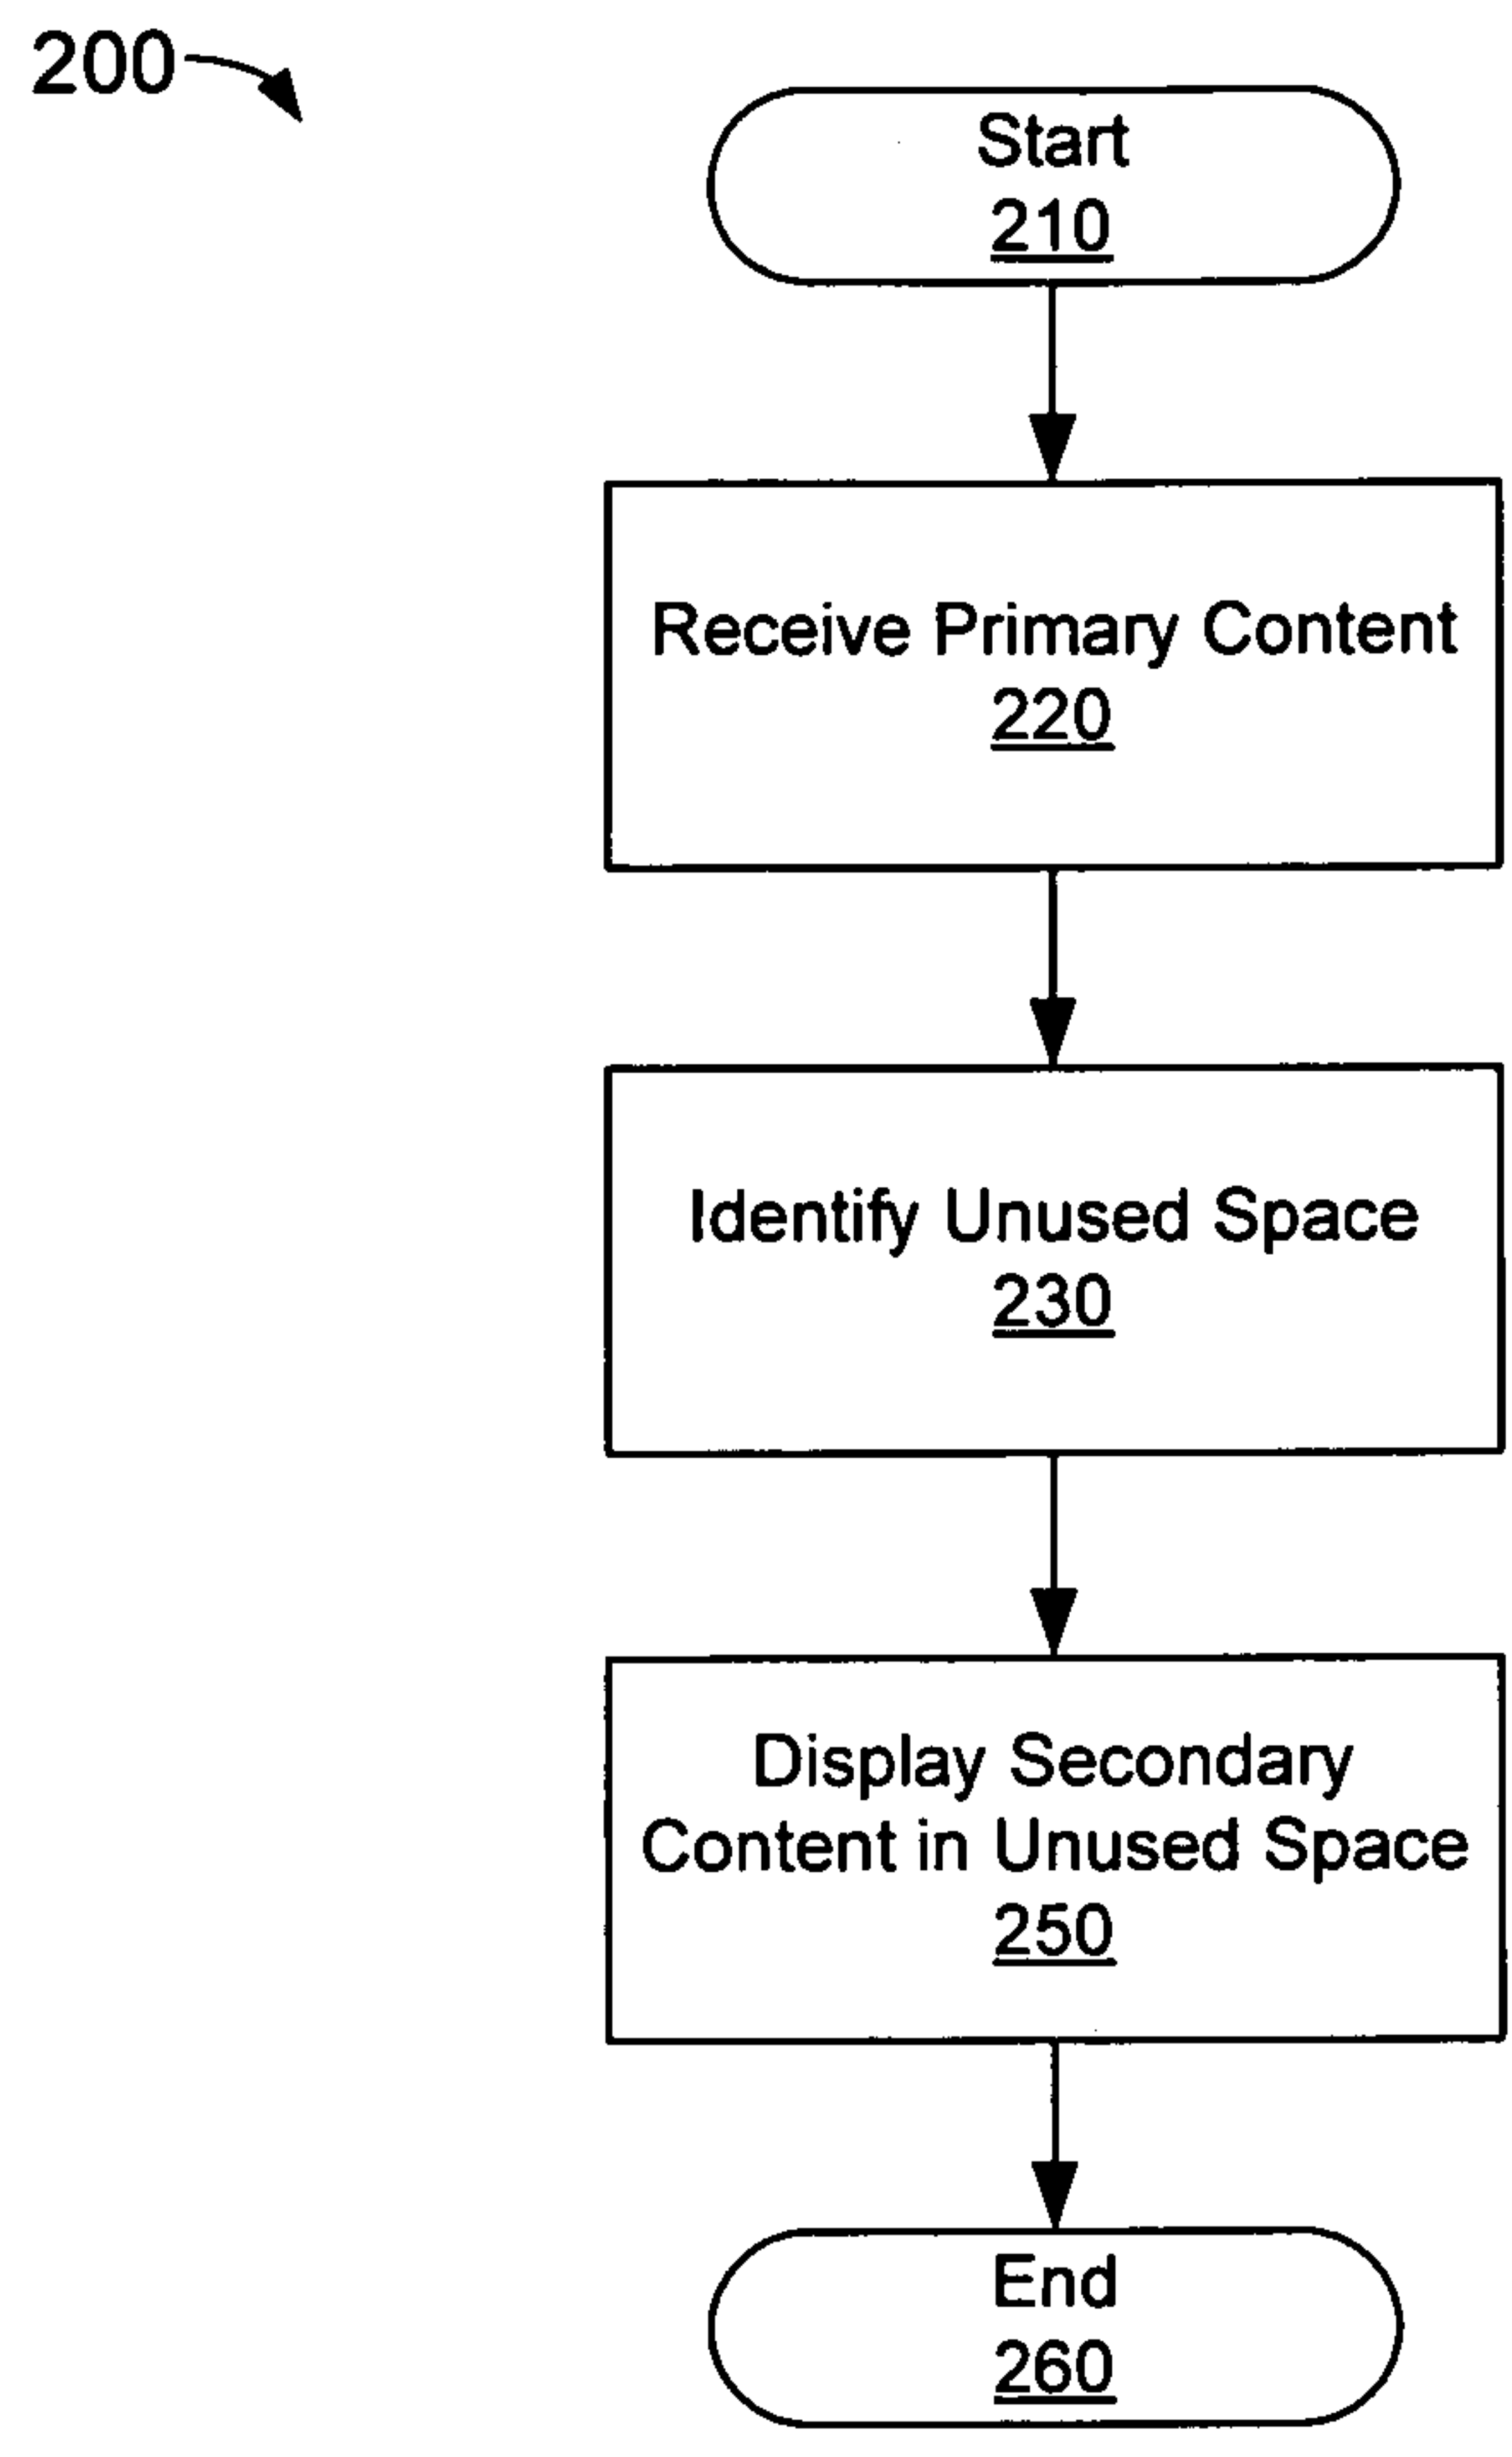 200
Start
210
Receive Primary Content
220
Identify Unused Space
230
Display Secondary
Content in Unused Space
250
End
260